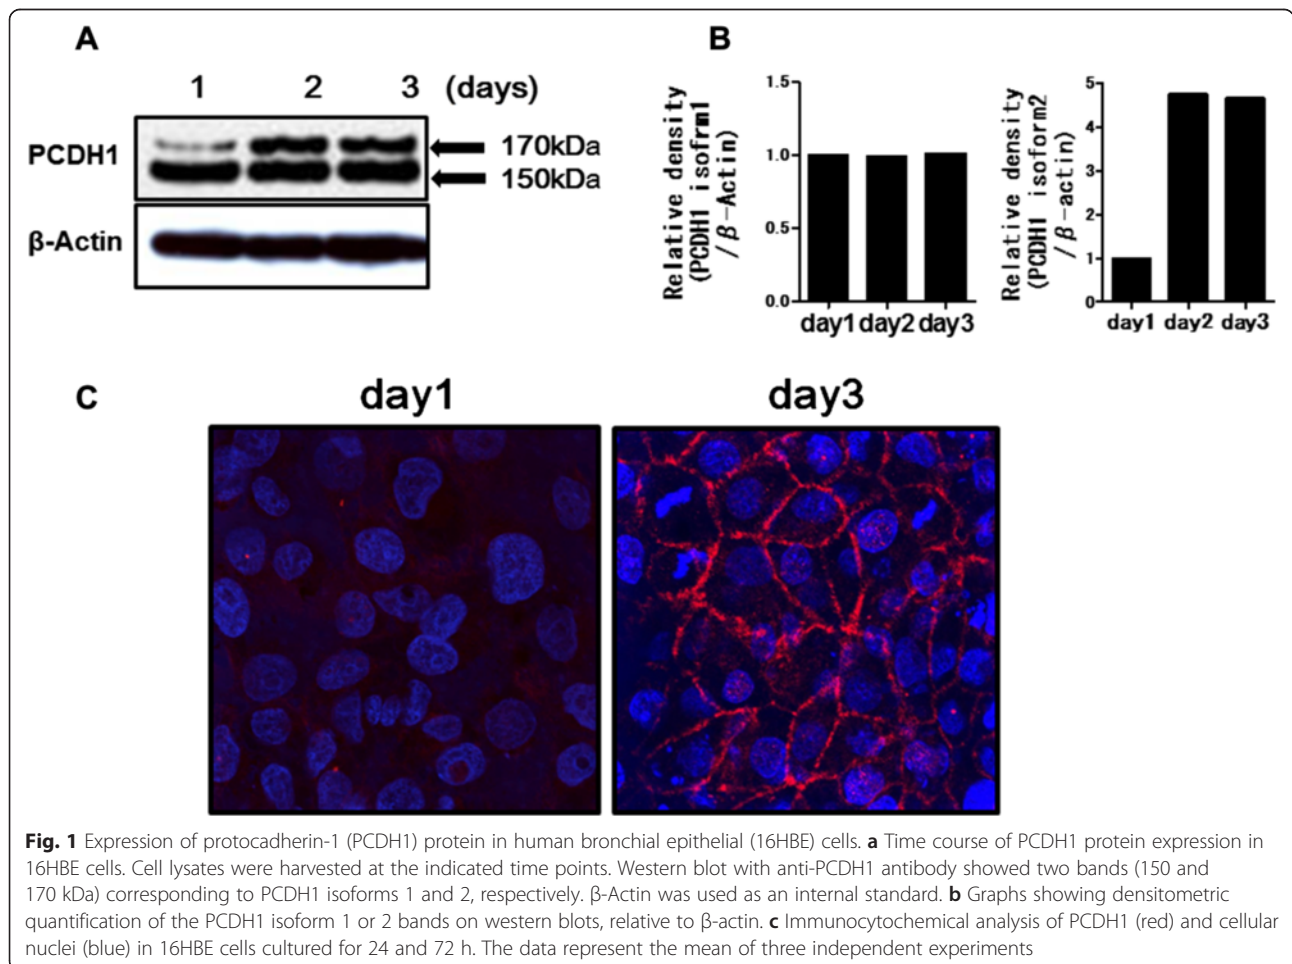 A
B
1 2 3 (days)
PCDH1
170kDa
150kDa
β-Actin
Relative density
(PCDH1 isofrm1
/β-Actin)
1.5
1.0
0.5
0.0
day1 day2 day3
Relative density
(PCDH1 isoform2
/β-actin)
5
4
3
2
1
0
day1 day2 day3
C
day1
day3
Fig. 1 Expression of protocadherin-1 (PCDH1) protein in human bronchial epithelial (16HBE) cells. a Time course of PCDH1 protein expression in
16HBE cells. Cell lysates were harvested at the indicated time points. Western blot with anti-PCDH1 antibody showed two bands (150 and
170 kDa) corresponding to PCDH1 isoforms 1 and 2, respectively. β-Actin was used as an internal standard. b Graphs showing densitometric
quantification of the PCDH1 isoform 1 or 2 bands on western blots, relative to β-actin. c Immunocytochemical analysis of PCDH1 (red) and cellular
nuclei (blue) in 16HBE cells cultured for 24 and 72 h. The data represent the mean of three independent experiments